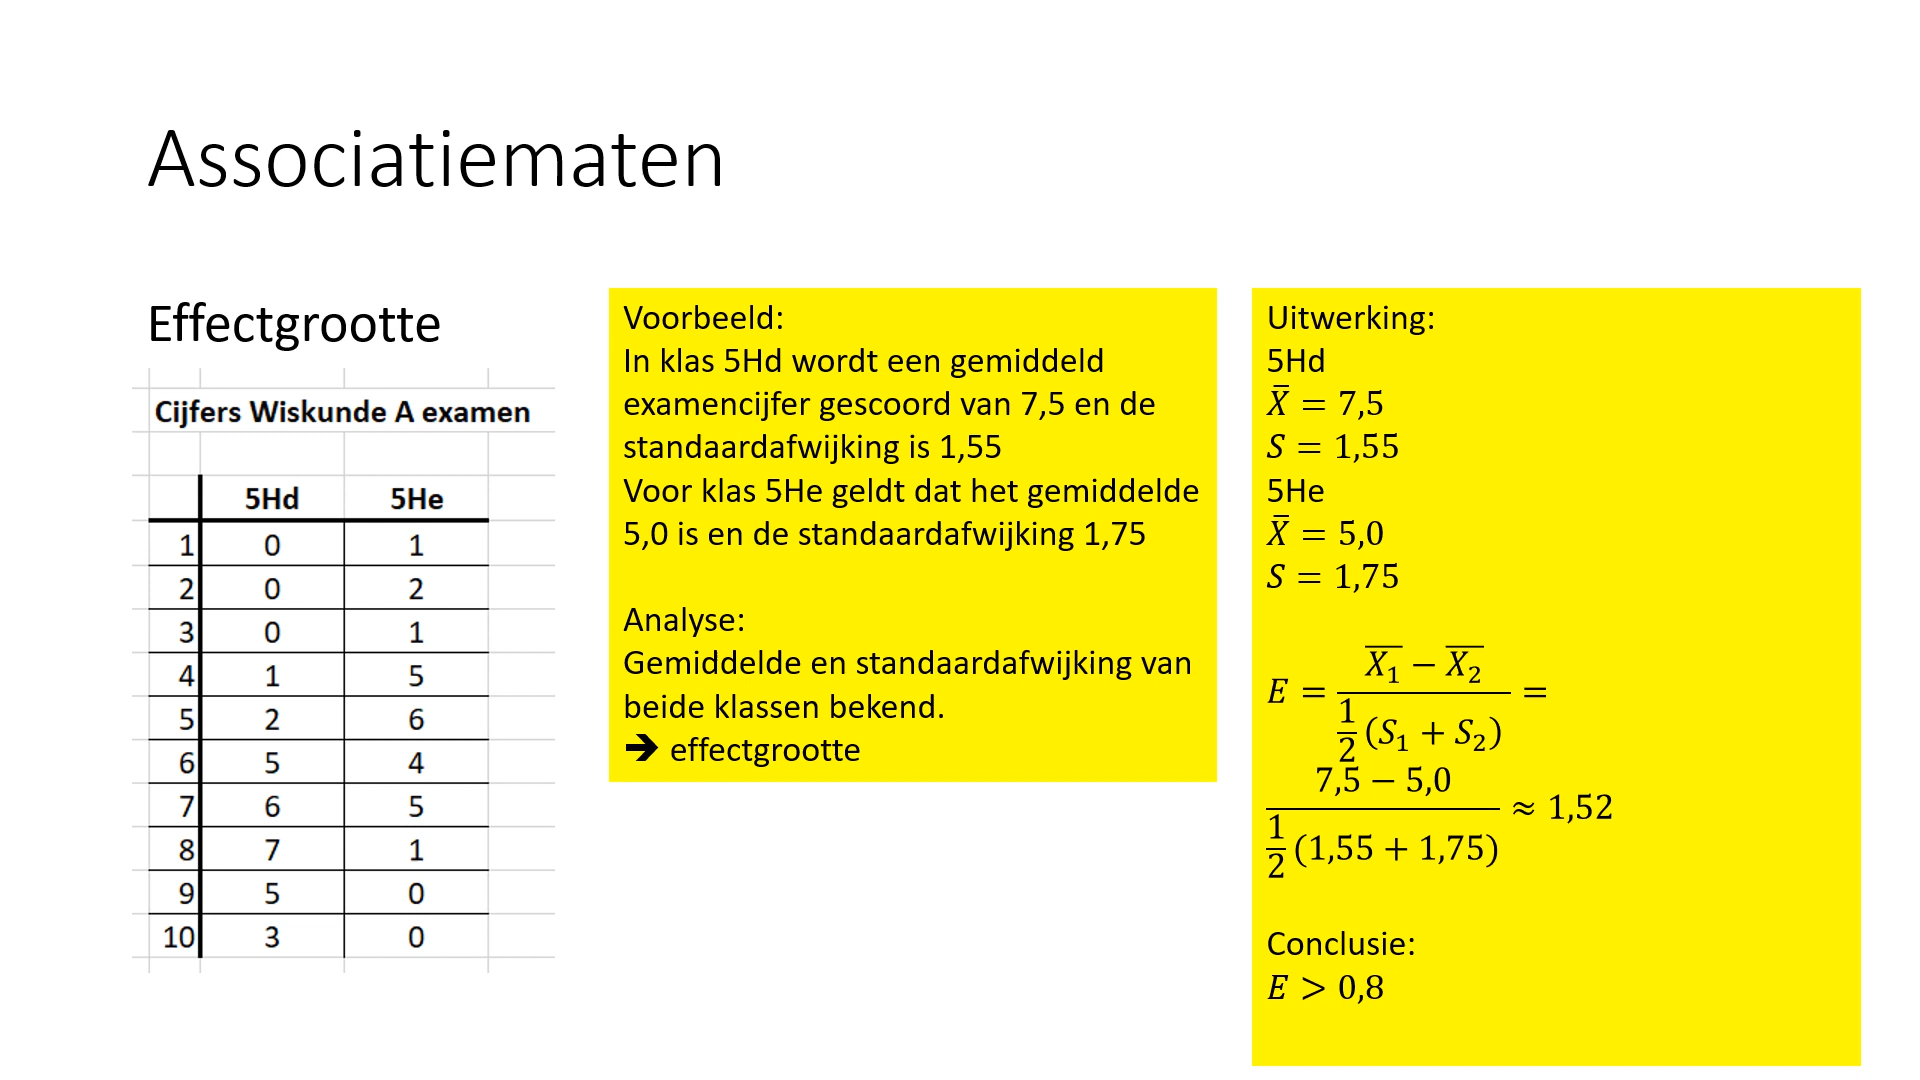 Associatiematen
Effectgrootte
Cijfers Wiskunde A examen
5Hd 5He
1 0 1
2 0 2
3 0 1
4 1 5
5 2 6
6 5 4
7 6 5
8 7 1
9 5 0
10 3 0
Voorbeeld:
In klas 5Hd wordt een gemiddeld
examencijfer gescoord van 7,5 en de
standaardafwijking is 1,55
Voor klas 5He geldt dat het gemiddelde
5,0 is en de standaardafwijking 1,75
Analyse:
Gemiddelde en standaardafwijking van
beide klassen bekend.
➔ effectgrootte
Uitwerking:
5Hd
X̄ = 7,5
S = 1,55
5He
X̄ = 5,0
S = 1,75
E = (X̄₁ − X̄₂) / (½(S₁ + S₂)) =
(7,5 − 5,0) / (½(1,55 + 1,75)) ≈ 1,52
Conclusie:
E > 0,8